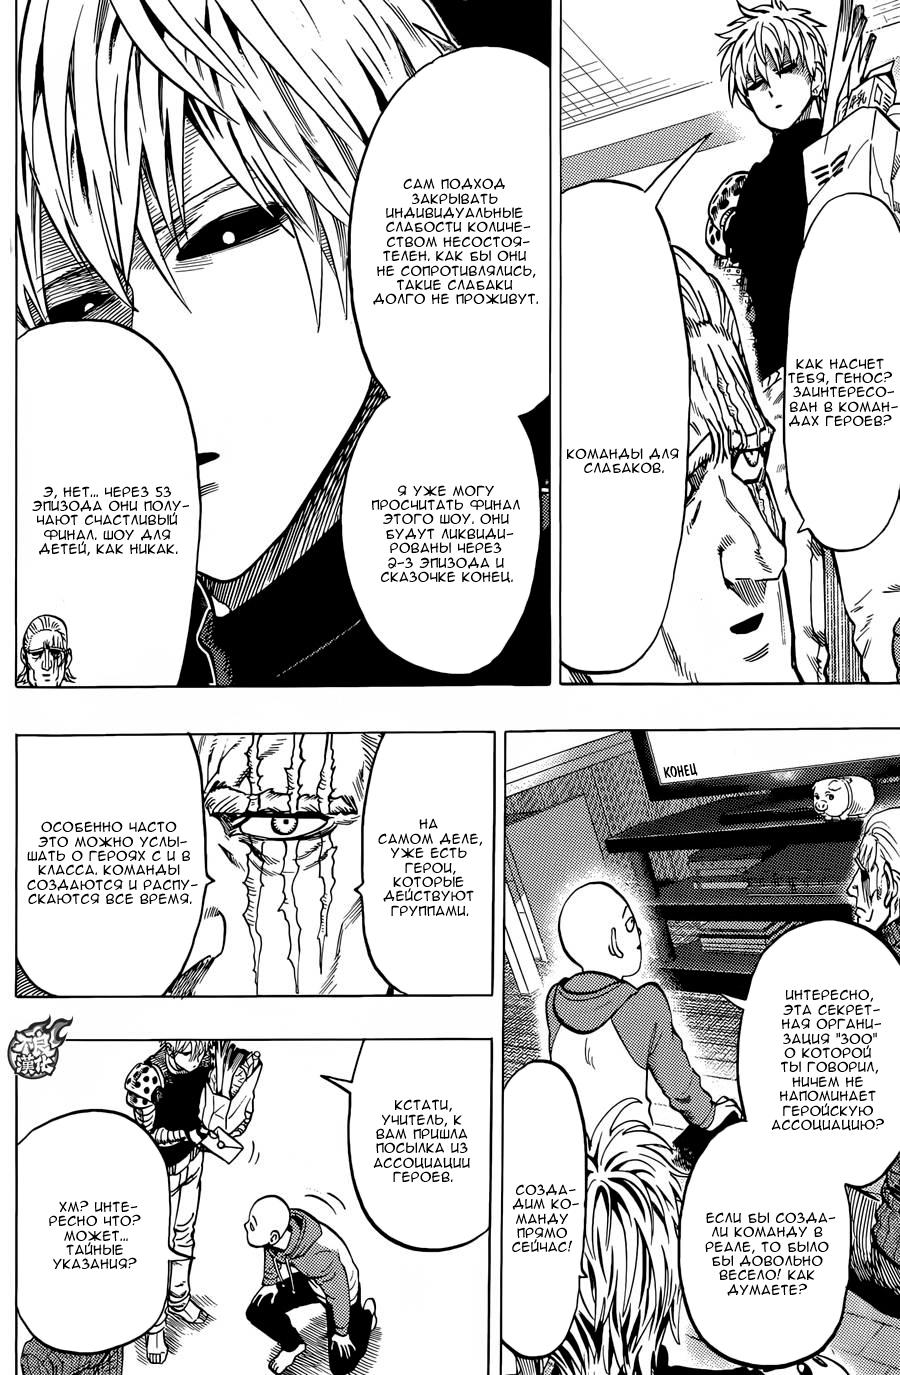 КАК НАСЧЕТ
ТЕБЯ, ГЕНОС?
ЗАИНТЕРЕСО-
ВАН В КОМАН-
ДАХ ГЕРОЕВ?
КОМАНДЫ ДЛЯ
СЛАБАКОВ.
САМ ПОДХОД
ЗАКРЫВАТЬ
ИНДИВИДУАЛЬНЫЕ
СЛАБОСТИ КОЛИЧЕ-
СТВОМ НЕСОСТОЯ-
ТЕЛЕН. КАК БЫ ОНИ
НЕ СОПРОТИВЛЯЛИСЬ,
ТАКИЕ СЛАБАКИ
ДОЛГО НЕ ПРОЖИВУТ.
Я УЖЕ МОГУ
ПРОСЧИТАТЬ ФИНАЛ
ЭТОГО ШОУ. ОНИ
БУДУТ ЛИКВИДИ-
РОВАНЫ ЧЕРЕЗ
2-3 ЭПИЗОДА И
СКАЗОЧКЕ КОНЕЦ.
Э, НЕТ... ЧЕРЕЗ 53
ЭПИЗОДА ОНИ ПОЛУ-
ЧАЮТ СЧАСТЛИВЫЙ
ФИНАЛ. ШОУ ДЛЯ
ДЕТЕЙ, КАК НИКАК.
КОНЕЦ
ИНТЕРЕСНО,
ЭТА СЕКРЕТ-
НАЯ ОРГАНИ-
ЗАЦИЯ "ЗОО"
О КОТОРОЙ
ТЫ ГОВОРИЛ,
НИЧЕМ НЕ
НАПОМИНАЕТ
ГЕРОЙСКУЮ
АССОЦИАЦИЮ?
ЕСЛИ БЫ СОЗДА-
ЛИ КОМАНДУ В
РЕАЛЕ, ТО БЫЛО
БЫ ДОВОЛЬНО
ВЕСЕЛО! КАК
ДУМАЕТЕ?
СОЗДА-
ДИМ КО-
МАНДУ
ПРЯМО
СЕЙЧАС!
НА
САМОМ ДЕЛЕ,
УЖЕ ЕСТЬ
ГЕРОИ,
КОТОРЫЕ
ДЕЙСТВУЮТ
ГРУППАМИ.
ОСОБЕННО ЧАСТО
ЭТО МОЖНО УСЛЫ-
ШАТЬ О ГЕРОЯХ С И В
КЛАССА. КОМАНДЫ
СОЗДАЮТСЯ И РАСПУ-
СКАЮТСЯ ВСЕ ВРЕМЯ.
КСТАТИ,
УЧИТЕЛЬ, К
ВАМ ПРИШЛА
ПОСЫЛКА ИЗ
АССОЦИАЦИИ
ГЕРОЕВ.
ХМ? ИНТЕ-
РЕСНО ЧТО?
МОЖЕТ...
ТАЙНЫЕ
УКАЗАНИЯ?